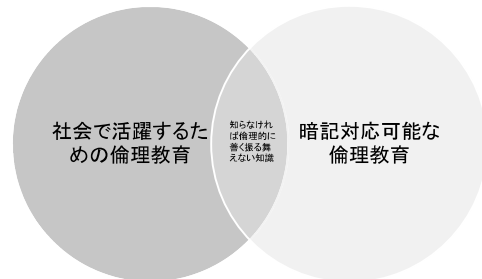 社会で活躍するた
めの倫理教育
知らなけれ
ば倫理的に
善く振る舞
えない知識
暗記対応可能な
倫理教育